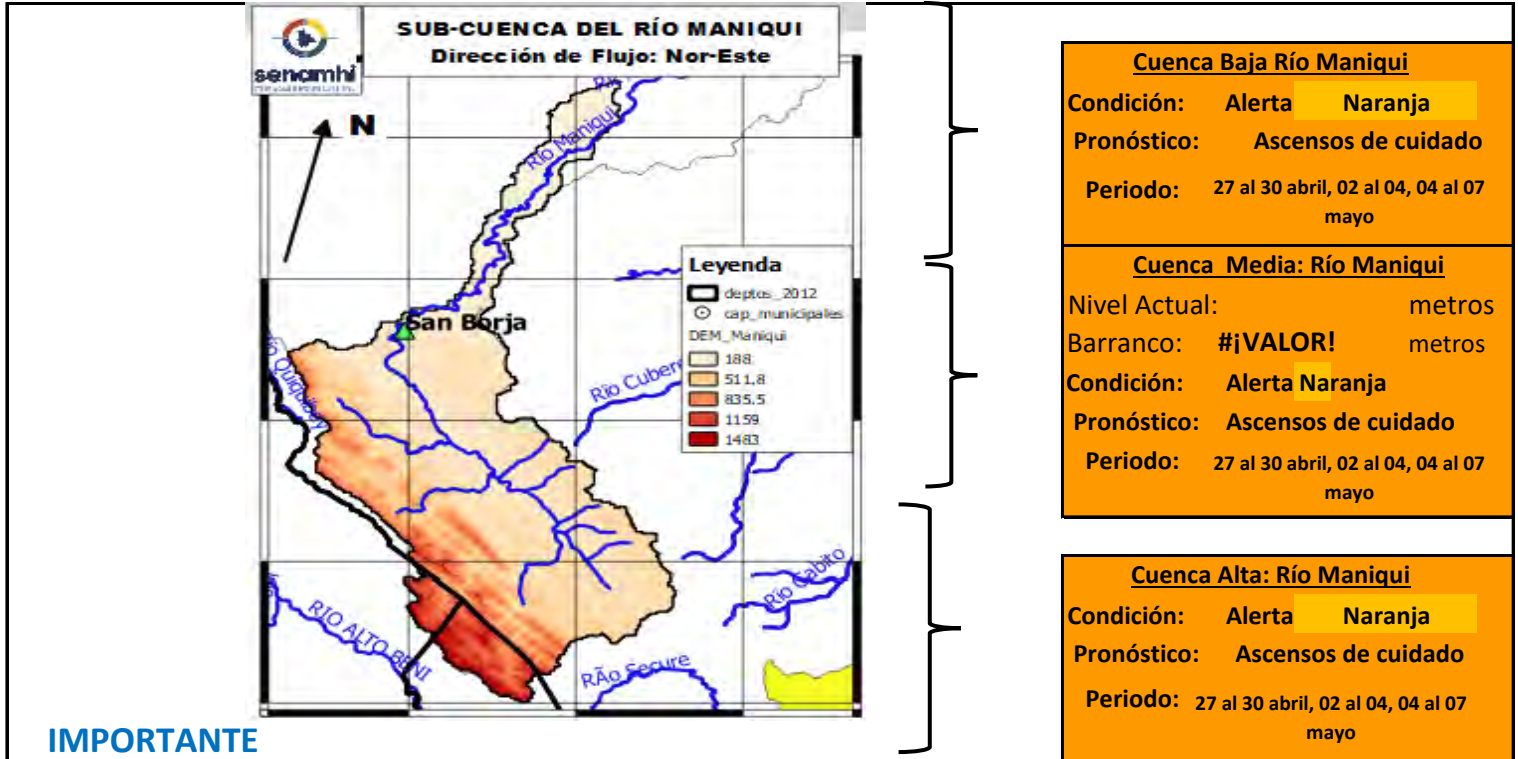 SUB-CUENCA DEL RÍO MANIQUI
Dirección de Flujo: Nor-Este
senamhi
N
Río Maniqui
San Borja
Río Quiquibey
Río Cubere
RIO ALTO BENI
RÃo Secure
Río Cabito
Leyenda
deptos_2012
cap_municipales
DEM_Maniqui
188
511.8
835.5
1159
1483
IMPORTANTE
Cuenca Baja Río Maniqui
Condición: Alerta Naranja
Pronóstico: Ascensos de cuidado
Periodo: 27 al 30 abril, 02 al 04, 04 al 07
mayo
Cuenca Media: Río Maniqui
Nivel Actual: metros
Barranco: #¡VALOR! metros
Condición: Alerta Naranja
Pronóstico: Ascensos de cuidado
Periodo: 27 al 30 abril, 02 al 04, 04 al 07
mayo
Cuenca Alta: Río Maniqui
Condición: Alerta Naranja
Pronóstico: Ascensos de cuidado
Periodo: 27 al 30 abril, 02 al 04, 04 al 07
mayo